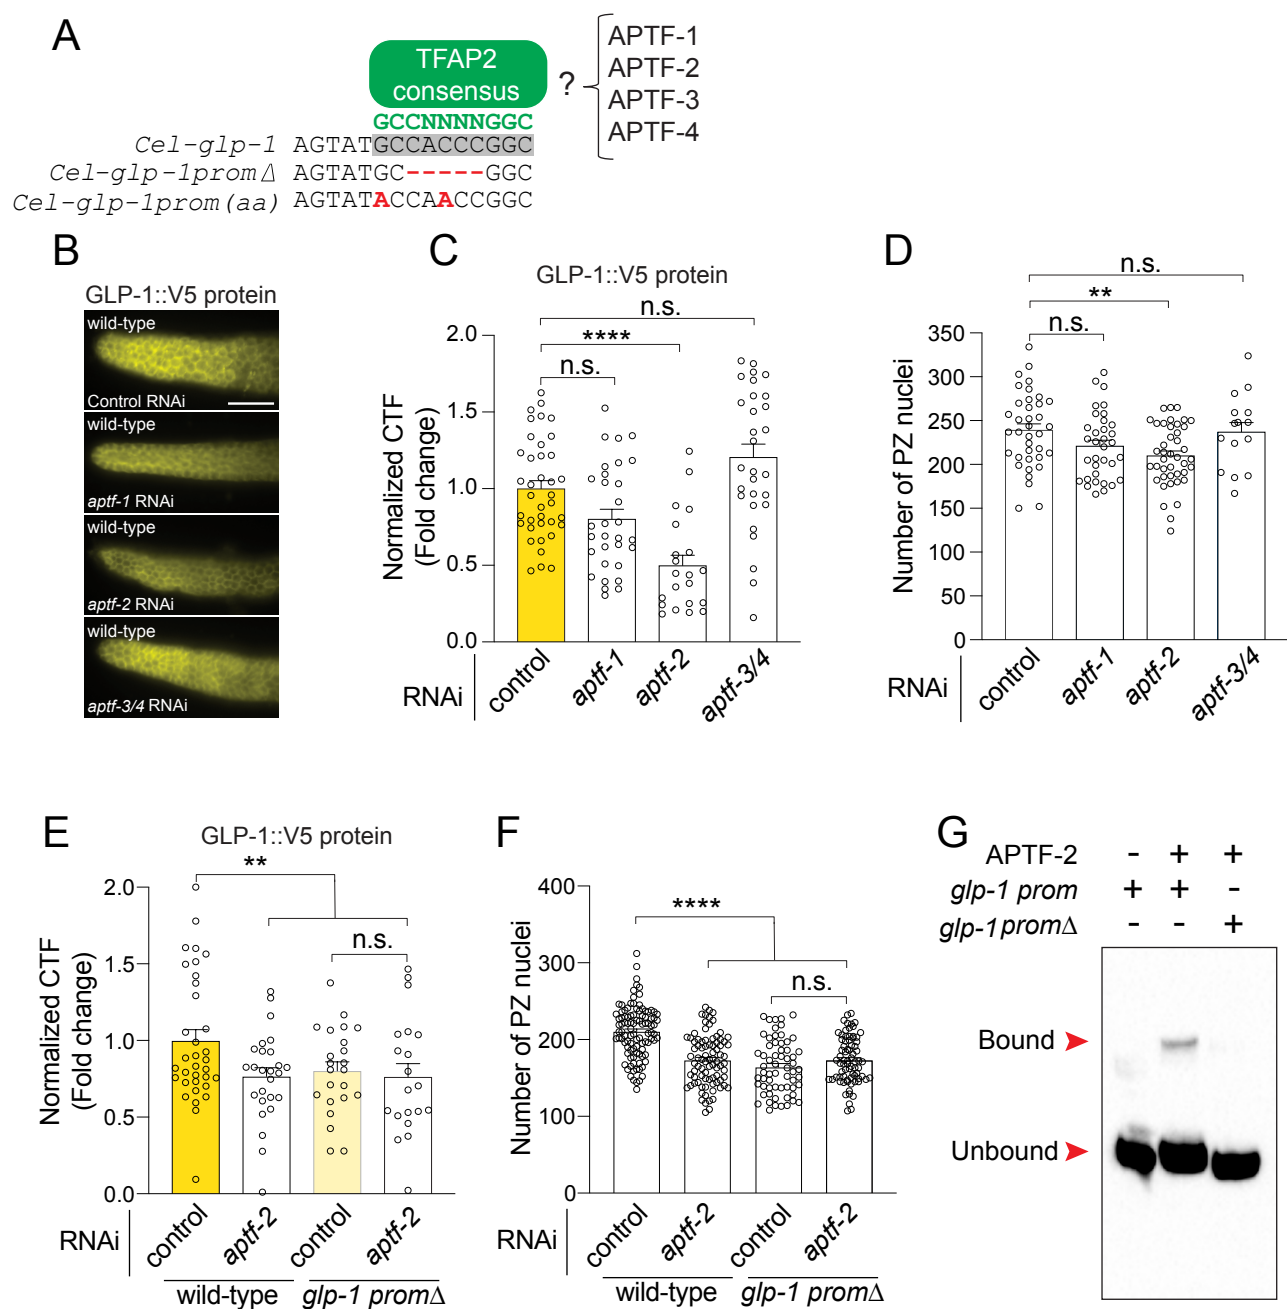 A
TFAP2
consensus
?
APTF-1
APTF-2
APTF-3
APTF-4
GCCNNNNGGC
Cel-glp-1 AGTATGCCACCCGGC
Cel-glp-1promΔ AGTATGC-----GGC
Cel-glp-1prom(aa) AGTATACCAACCGGC
B
GLP-1::V5 protein
wild-type
Control RNAi
wild-type
aptf-1 RNAi
wild-type
aptf-2 RNAi
wild-type
aptf-3/4 RNAi
C
GLP-1::V5 protein
n.s.
****
n.s.
Normalized CTF
(Fold change)
2.0
1.5
1.0
0.5
0.0
RNAi
control
aptf-1
aptf-2
aptf-3/4
D
n.s.
**
n.s.
Number of PZ nuclei
350
300
250
200
150
100
50
0
RNAi
control
aptf-1
aptf-2
aptf-3/4
E
GLP-1::V5 protein
**
n.s.
Normalized CTF
(Fold change)
2.0
1.5
1.0
0.5
0.0
RNAi
control
aptf-2
control
aptf-2
wild-type
glp-1 promΔ
F
****
n.s.
Number of PZ nuclei
400
300
200
100
0
RNAi
control
aptf-2
control
aptf-2
wild-type
glp-1 promΔ
G
APTF-2 - + +
glp-1 prom + + -
glp-1 promΔ - - +
Bound
Unbound